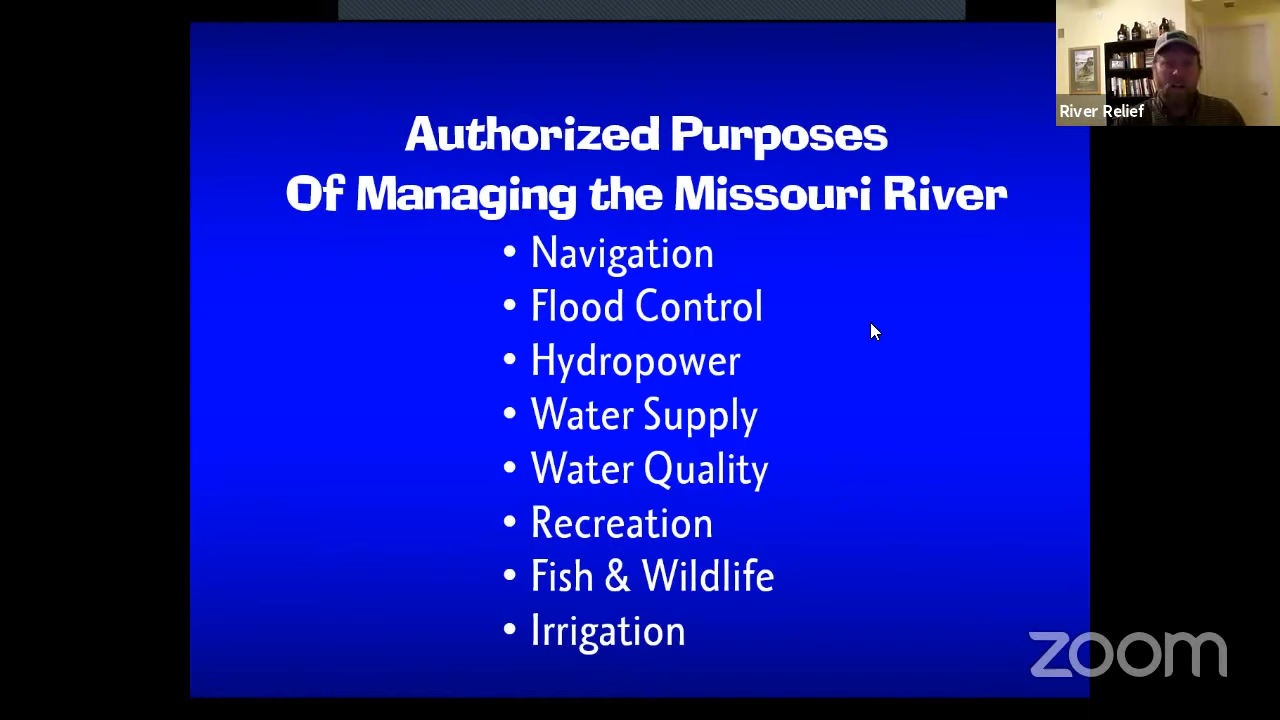 Authorized Purposes
Of Managing the Missouri River
• Navigation
• Flood Control
• Hydropower
• Water Supply
• Water Quality
• Recreation
• Fish & Wildlife
• Irrigation
River Relief
zoom